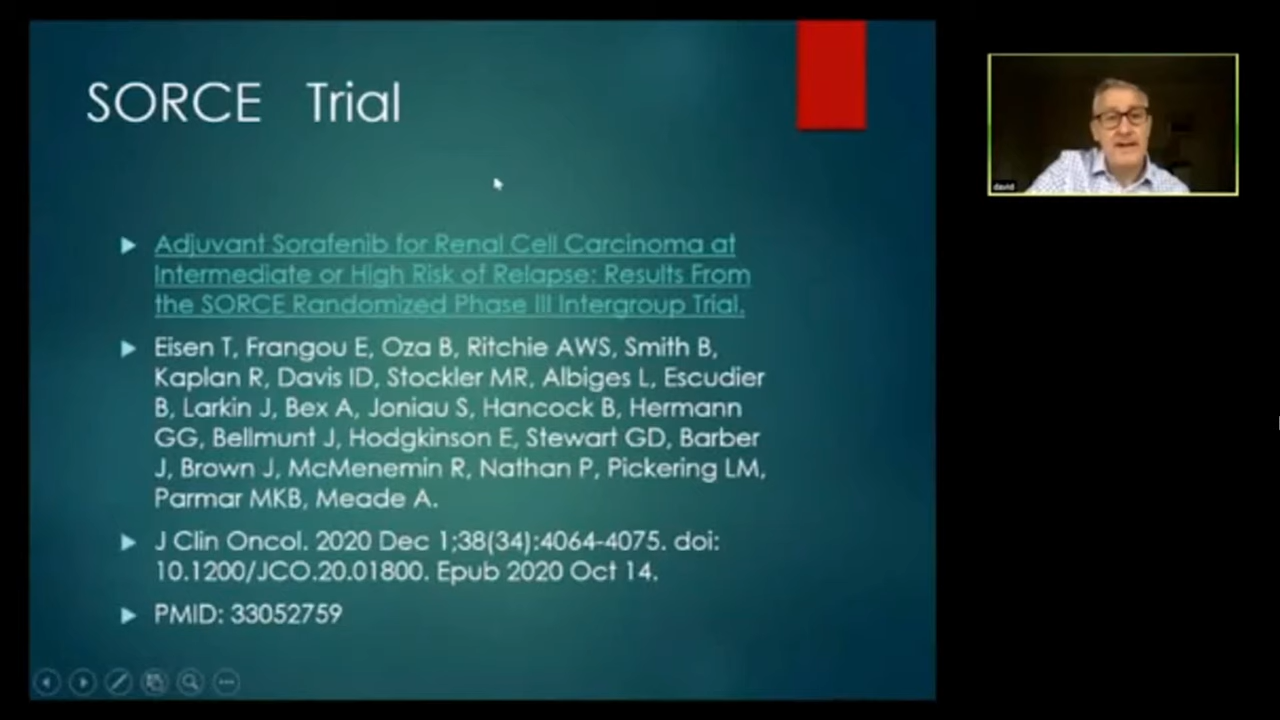 SORCE Trial
Adjuvant Sorafenib for Renal Cell Carcinoma at
Intermediate or High Risk of Relapse: Results From
the SORCE Randomized Phase III Intergroup Trial.
Eisen T, Frangou E, Oza B, Ritchie AWS, Smith B,
Kaplan R, Davis ID, Stockler MR, Albiges L, Escudier
B, Larkin J, Bex A, Joniau S, Hancock B, Hermann
GG, Bellmunt J, Hodgkinson E, Stewart GD, Barber
J, Brown J, McMenemin R, Nathan P, Pickering LM,
Parmar MKB, Meade A.
J Clin Oncol. 2020 Dec 1;38(34):4064-4075. doi:
10.1200/JCO.20.01800. Epub 2020 Oct 14.
PMID: 33052759
david